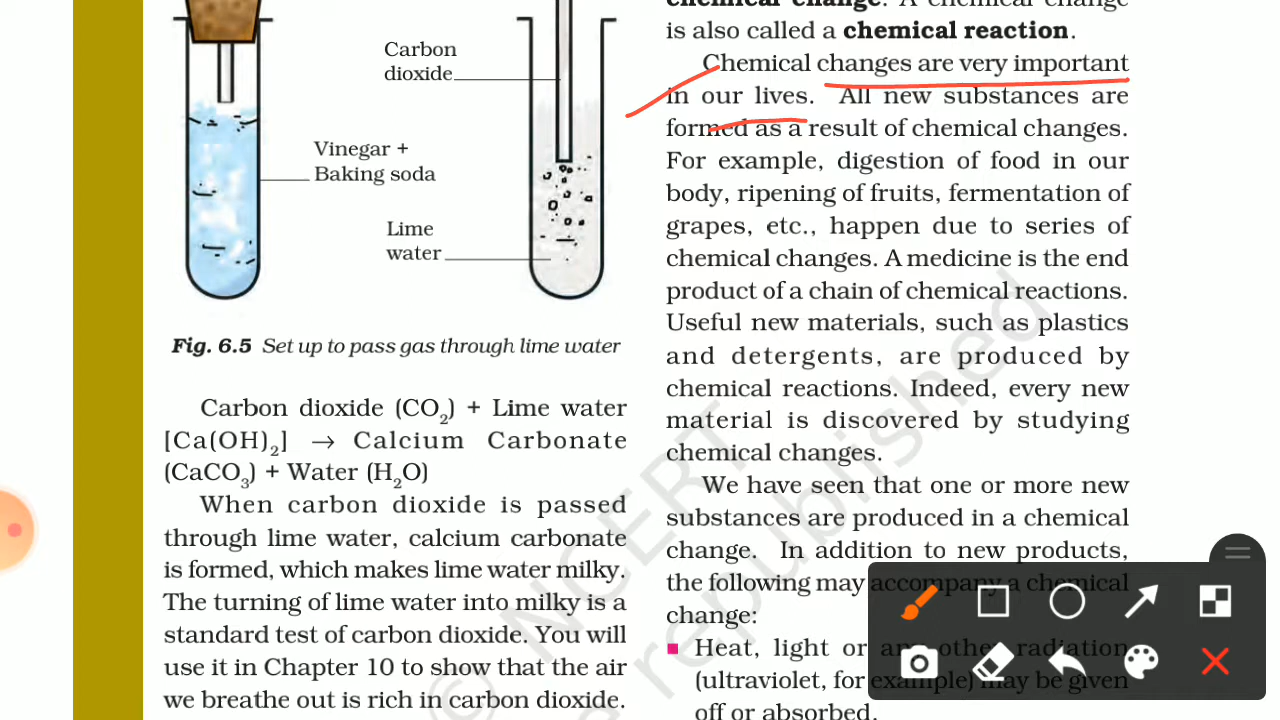 Carbon
dioxide
Vinegar +
Baking soda
Lime
water
Fig. 6.5 Set up to pass gas through lime water
Carbon dioxide (CO₂) + Lime water
[Ca(OH)₂] → Calcium Carbonate
(CaCO₃) + Water (H₂O)
When carbon dioxide is passed
through lime water, calcium carbonate
is formed, which makes lime water milky.
The turning of lime water into milky is a
standard test of carbon dioxide. You will
use it in Chapter 10 to show that the air
we breathe out is rich in carbon dioxide.
chemical change. A chemical change
is also called a chemical reaction.
Chemical changes are very important
in our lives. All new substances are
formed as a result of chemical changes.
For example, digestion of food in our
body, ripening of fruits, fermentation of
grapes, etc., happen due to series of
chemical changes. A medicine is the end
product of a chain of chemical reactions.
Useful new materials, such as plastics
and detergents, are produced by
chemical reactions. Indeed, every new
material is discovered by studying
chemical changes.
We have seen that one or more new
substances are produced in a chemical
change. In addition to new products,
the following may accompany a chemical
change:
Heat, light or any other radiation
(ultraviolet, for example) may be given
off or absorbed.
© NCERT
be republished